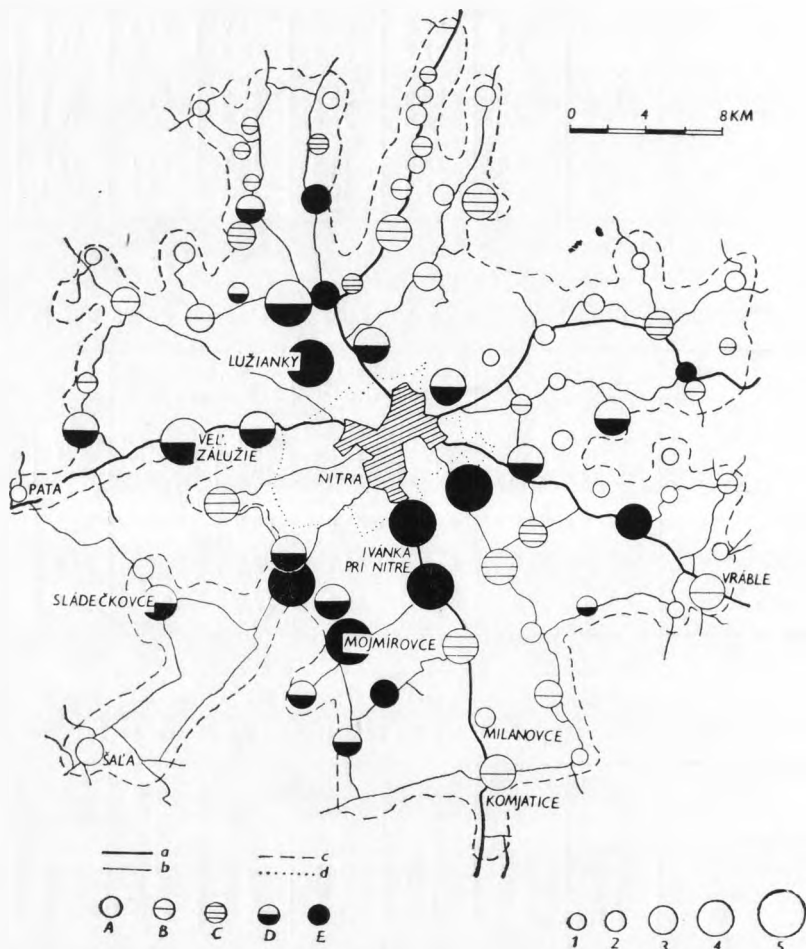 0 4 8 KM
LUŽIANKY
VEĽ.
ZÁLUŽIE
NITRA
PATA
IVÁNKA
PRI NITRE
VRÁBLE
SLÁDEČKOVCE
MOJMÍROVCE
MILANOVCE
ŠAĽA
KOMJATICE
a c
b d
A B C D E
1 2 3 4 5